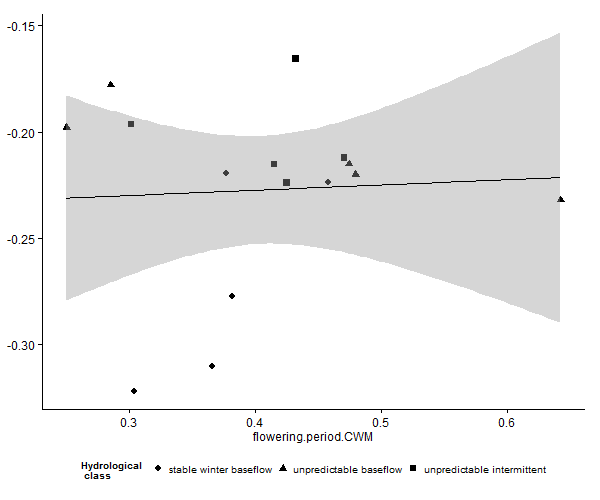 -0.15
-0.20
-0.25
-0.30
0.3 0.4 0.5 0.6
flowering.period.CWM
Hydrological
class
stable winter baseflow unpredictable baseflow unpredictable intermittent